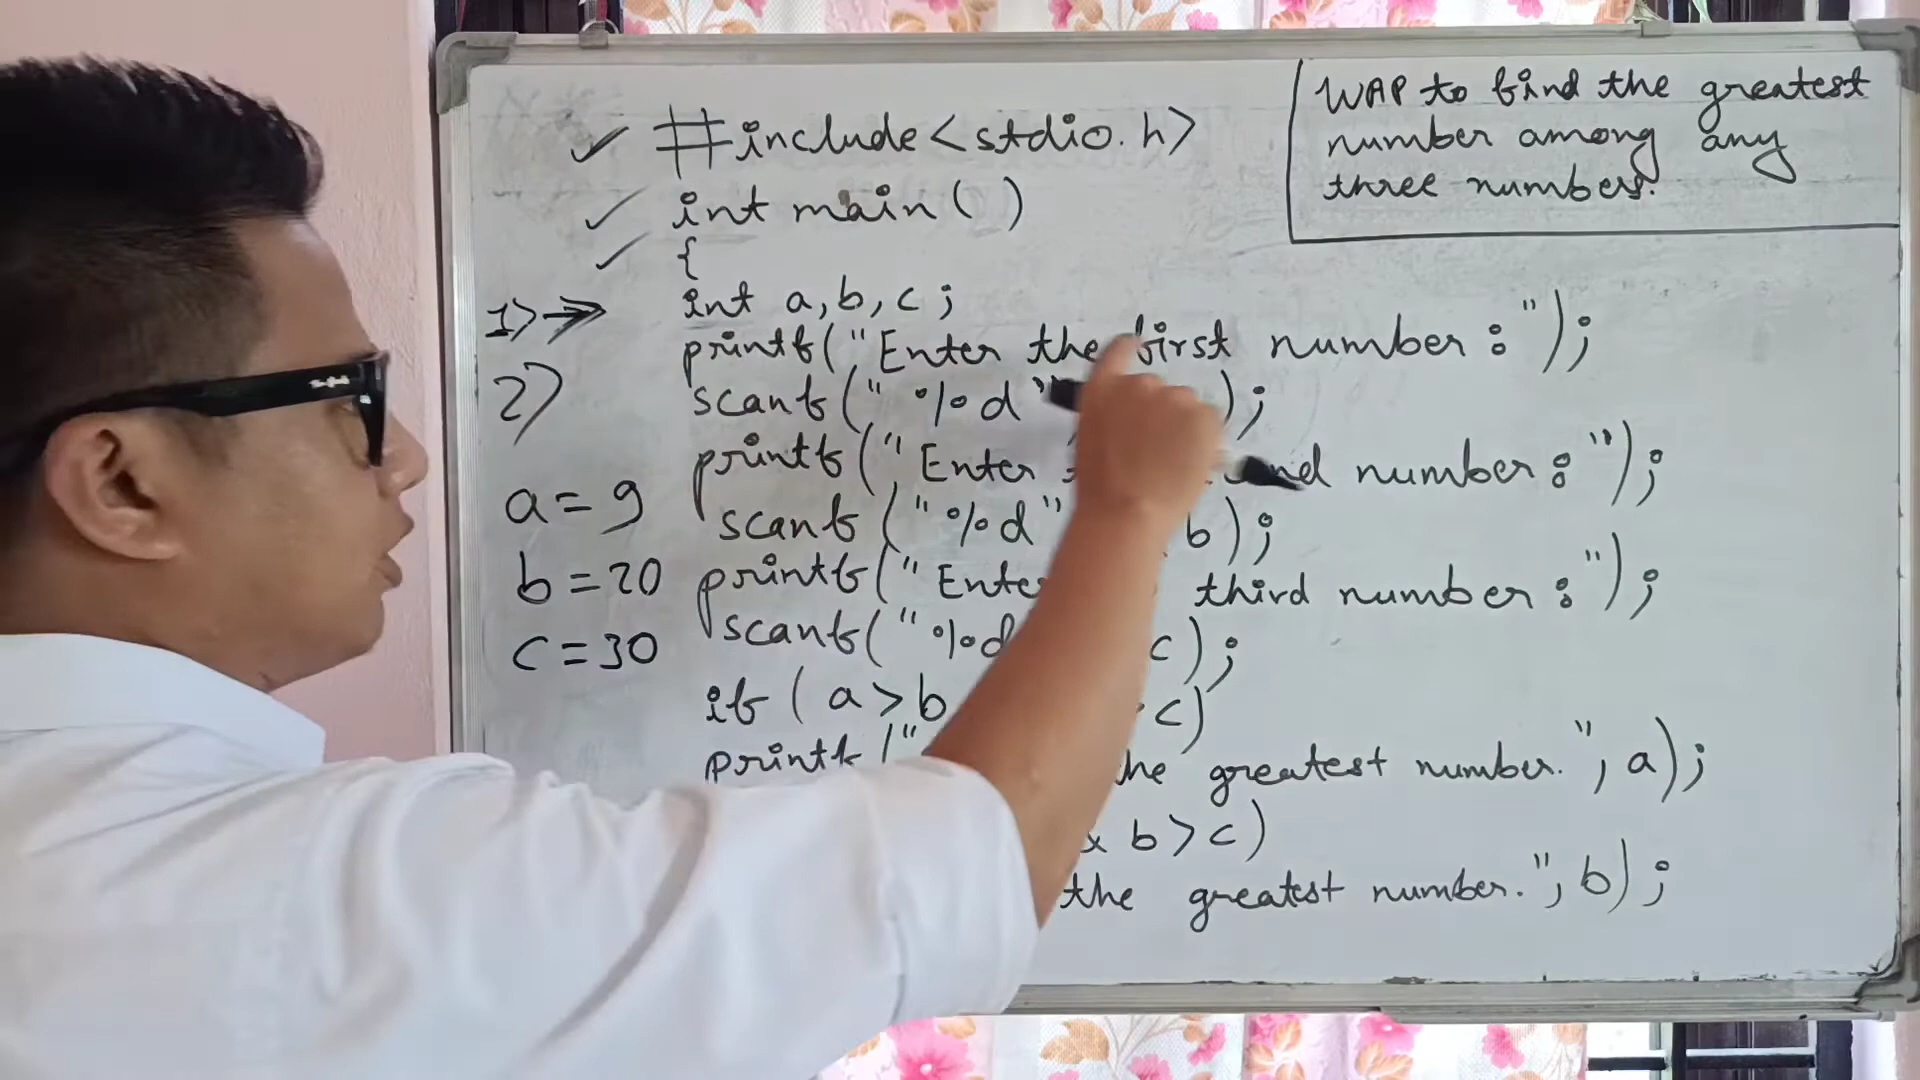 WAP to find the greatest
number among any
three numbers.
#include<stdio.h>
int main( )
{
1) int a, b, c ;
printf("Enter the first number : ");
2) scanf(" %d" );
printf("Enter number : ");
a = 9
scanf ("%d" b);
b = 20
printf("Enter third number : ");
c = 30
scanf("%d c);
if ( a>b c)
printf(" the greatest number.", a);
b>c)
the greatest number.", b);